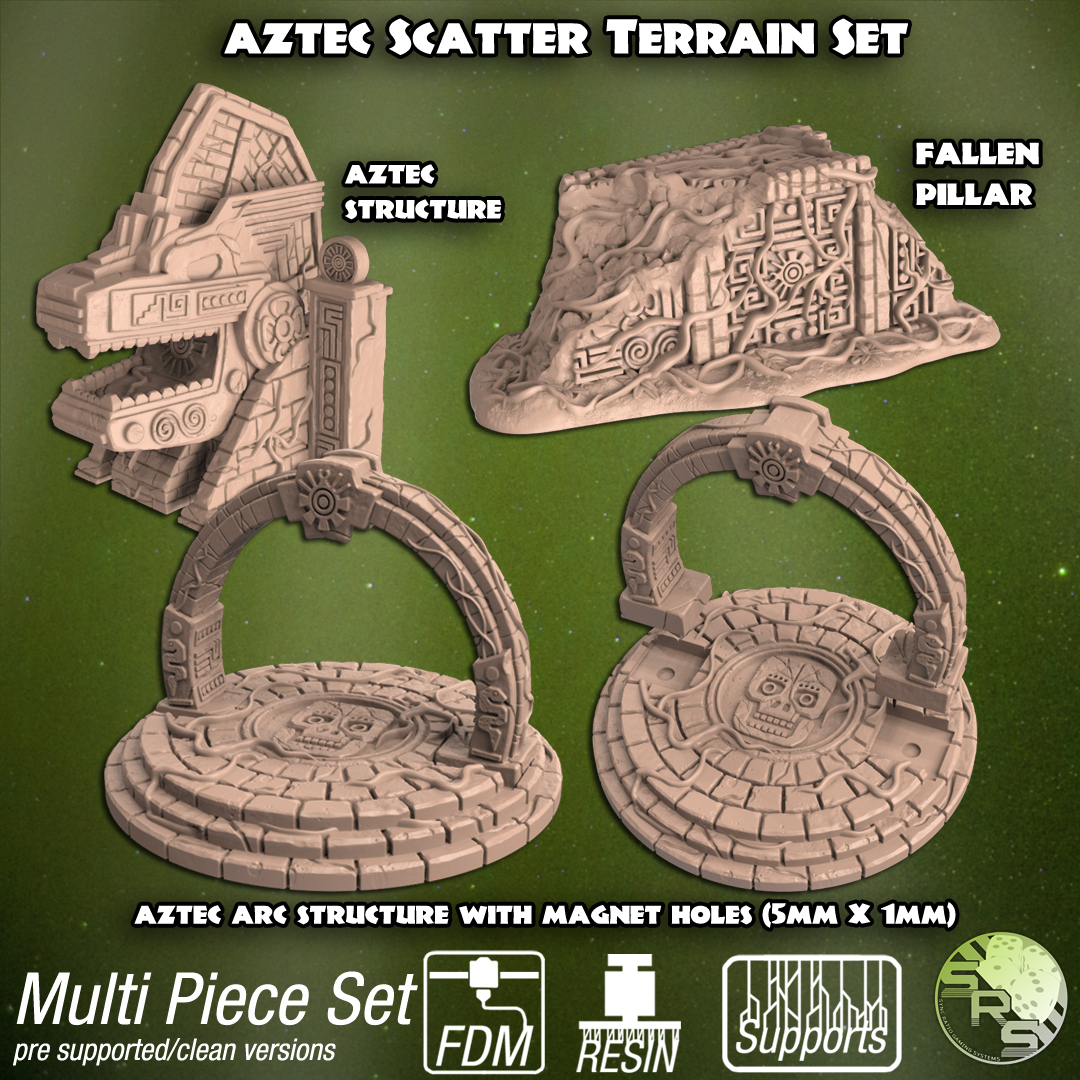 Aztec Scatter Terrain Set
Aztec
Structure
Fallen
Pillar
Aztec Arc Structure with Magnet Holes (5mm x 1mm)
Multi Piece Set
pre supported/clean versions
FDM
RESIN
Supports
SRS